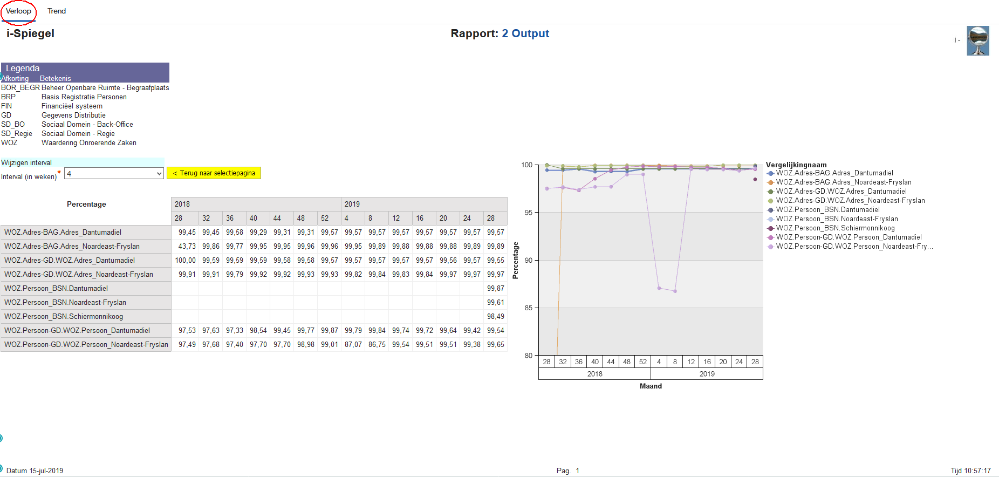 Verloop Trend
i-Spiegel
Rapport: 2 Output
I -
Legenda
Afkorting Betekenis
BOR_BEGR Beheer Openbare Ruimte - Begraafplaats
BRP Basis Registratie Personen
FIN Financiëel systeem
GD Gegevens Distributie
SD_BO Sociaal Domein - Back-Office
SD_Regie Sociaal Domein - Regie
WOZ Waardering Onroerende Zaken
Wijzigen interval
Interval (in weken) * 4 < Terug naar selectiepagina
Percentage 2018 2019
28 32 36 40 44 48 52 4 8 12 16 20 24 28
WOZ.Adres-BAG.Adres_Dantumadiel 99,45 99,45 99,58 99,29 99,31 99,31 99,57 99,57 99,57 99,57 99,57 99,57 99,57 99,57
WOZ.Adres-BAG.Adres_Noardeast-Fryslan 43,73 99,86 99,77 99,95 99,95 99,96 99,96 99,95 99,89 99,88 99,88 99,88 99,89 99,89
WOZ.Adres-GD.WOZ.Adres_Dantumadiel 100,00 99,59 99,59 99,59 99,58 99,58 99,57 99,57 99,57 99,57 99,57 99,56 99,57 99,55
WOZ.Adres-GD.WOZ.Adres_Noardeast-Fryslan 99,91 99,91 99,79 99,92 99,92 99,93 99,93 99,82 99,84 99,83 99,84 99,97 99,97 99,97
WOZ.Persoon_BSN.Dantumadiel 99,87
WOZ.Persoon_BSN.Noardeast-Fryslan 99,61
WOZ.Persoon_BSN.Schiermonnikoog 98,49
WOZ.Persoon-GD.WOZ.Persoon_Dantumadiel 97,53 97,63 97,33 98,54 99,45 99,77 99,87 99,79 99,84 99,74 99,72 99,64 99,42 99,54
WOZ.Persoon-GD.WOZ.Persoon_Noardeast-Fryslan 97,49 97,68 97,40 97,70 97,70 98,98 99,01 87,07 86,75 99,54 99,51 99,51 99,38 99,65
Percentage
100
95
90
85
80
28 32 36 40 44 48 52 4 8 12 16 20 24 28
2018 2019
Maand
Vergelijkingnaam
WOZ.Adres-BAG.Adres_Dantumadiel
WOZ.Adres-BAG.Adres_Noardeast-Fryslan
WOZ.Adres-GD.WOZ.Adres_Dantumadiel
WOZ.Adres-GD.WOZ.Adres_Noardeast-Fryslan
WOZ.Persoon_BSN.Dantumadiel
WOZ.Persoon_BSN.Noardeast-Fryslan
WOZ.Persoon_BSN.Schiermonnikoog
WOZ.Persoon-GD.WOZ.Persoon_Dantumadiel
WOZ.Persoon-GD.WOZ.Persoon_Noardeast-Fry...
Datum 15-jul-2019 Pag. 1 Tijd 10:57:17